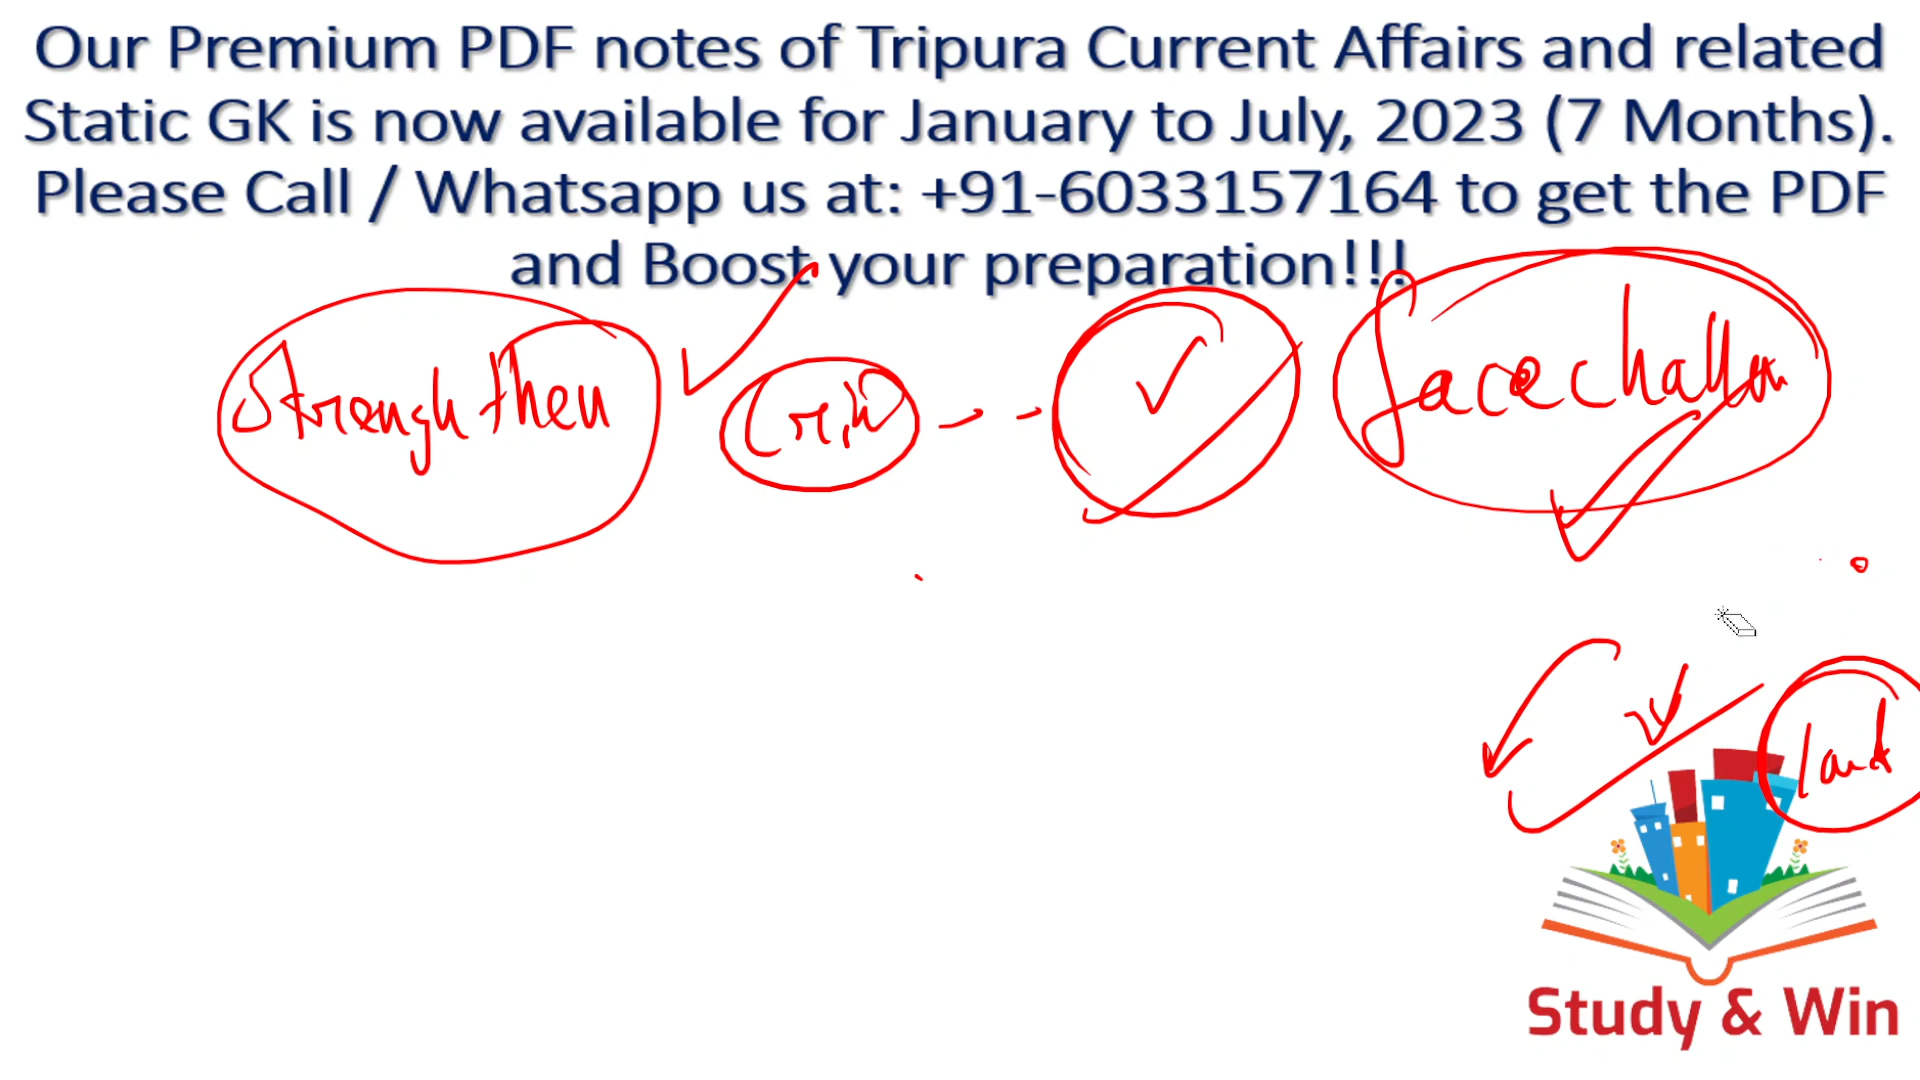 Our Premium PDF notes of Tripura Current Affairs and related
Static GK is now available for January to July, 2023 (7 Months).
Please Call / Whatsapp us at: +91-6033157164 to get the PDF
and Boost your preparation!!!
Strengthen
face challen
land
Study & Win